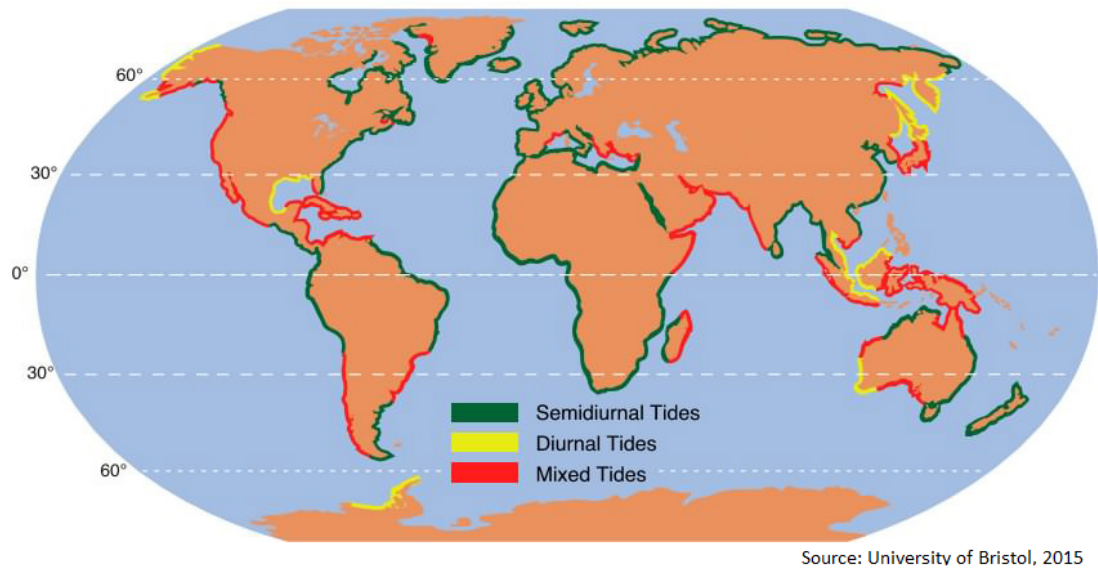 60°
30°
0°
30°
60°
Semidiurnal Tides
Diurnal Tides
Mixed Tides
Source: University of Bristol, 2015